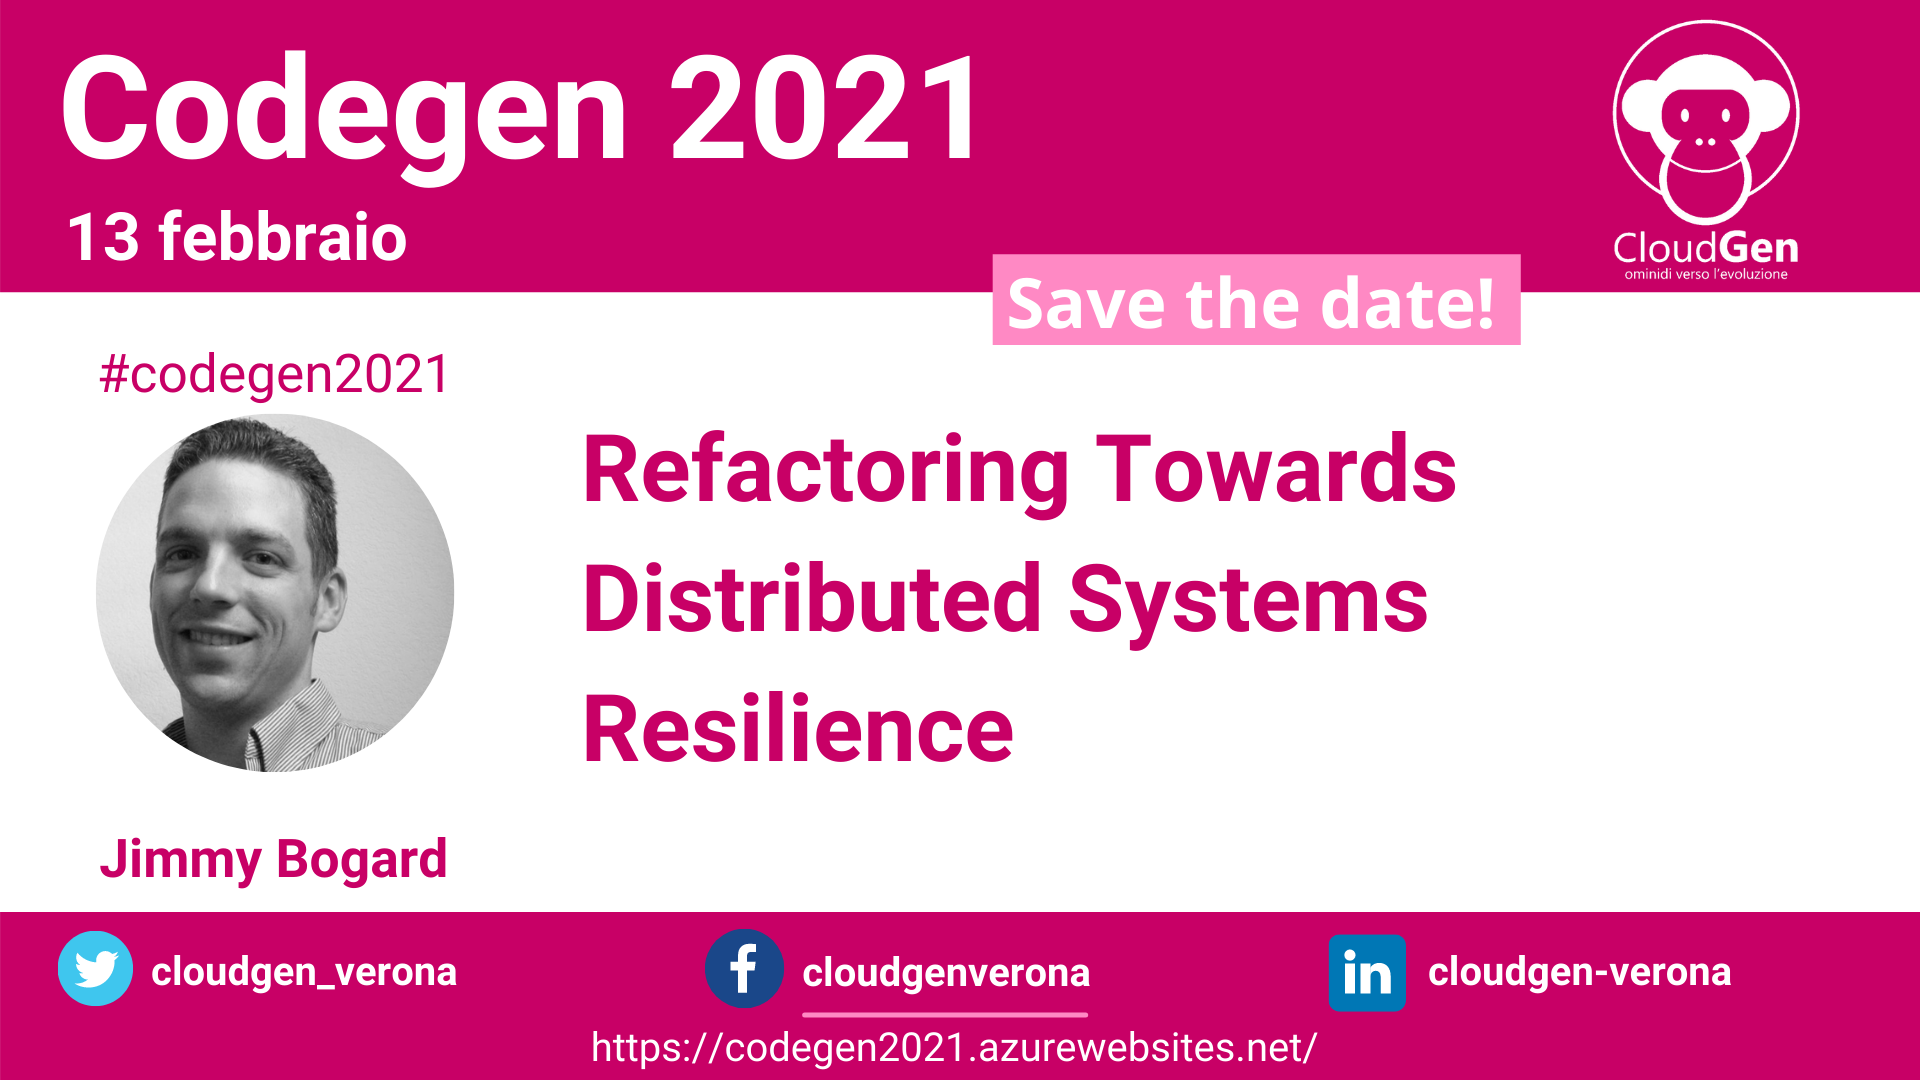 Codegen 2021
13 febbraio
CloudGen
ominidi verso l'evoluzione
Save the date!
#codegen2021
Refactoring Towards
Distributed Systems
Resilience
Jimmy Bogard
cloudgen_verona
cloudgenverona
cloudgen-verona
https://codegen2021.azurewebsites.net/